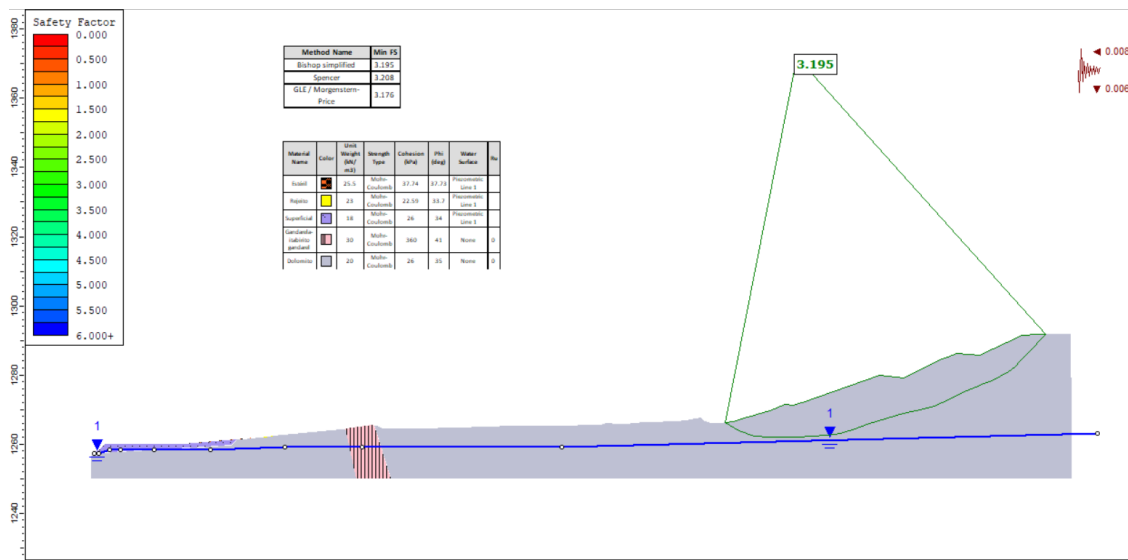 Safety Factor
0.000
0.500
1.000
1.500
2.000
2.500
3.000
3.500
4.000
4.500
5.000
5.500
6.000+
Method Name Min FS
Bishop simplified 3.195
Spencer 3.208
GLE / Morgenstern-
Price 3.176
Material
Name Color Unit
Weight
(kN/
m3) Strength
Type Cohesion
(kPa) Phi
(deg) Water
Surface Ru
25.5 Mohr-
Coulomb 37.74 37.73 Piezometric
Line 1
Rejeito 23 Mohr-
Coulomb 22.59 33.7 Piezometric
Line 1
Superficial 18 Mohr-
Coulomb 26 34 Piezometric
Line 1
30 Mohr-
Coulomb 360 43 None 0
Dolomito 20 Mohr-
Coulomb 26 35 None 0
3.195
0.008
0.006
1
1
1380
1360
1340
1320
1300
1280
1260
1240